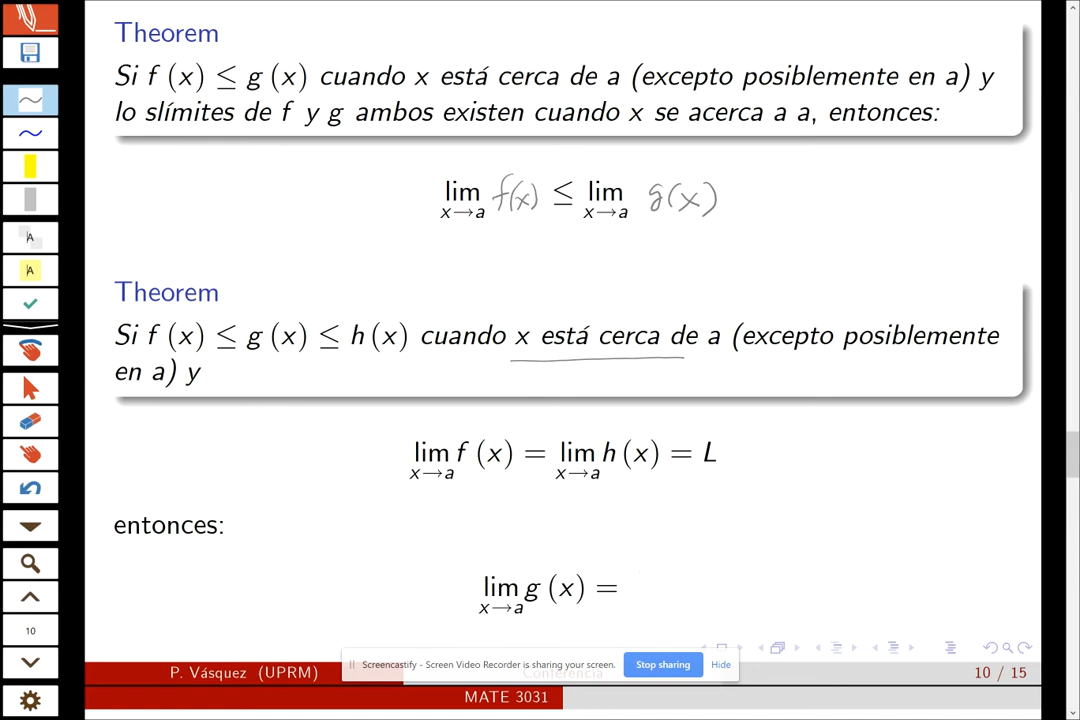 Theorem
Si f (x) ≤ g (x) cuando x está cerca de a (excepto posiblemente en a) y
lo slímites de f y g ambos existen cuando x se acerca a a, entonces:
lim x→a f(x) ≤ lim x→a g(x)
Theorem
Si f (x) ≤ g (x) ≤ h (x) cuando x está cerca de a (excepto posiblemente
en a) y
lim x→a f (x) = lim x→a h (x) = L
entonces:
lim x→a g (x) =
A
A
10
Screencastify - Screen Video Recorder is sharing your screen.
Stop sharing
Hide
P. Vásquez (UPRM)
Conferencia
10 / 15
MATE 3031